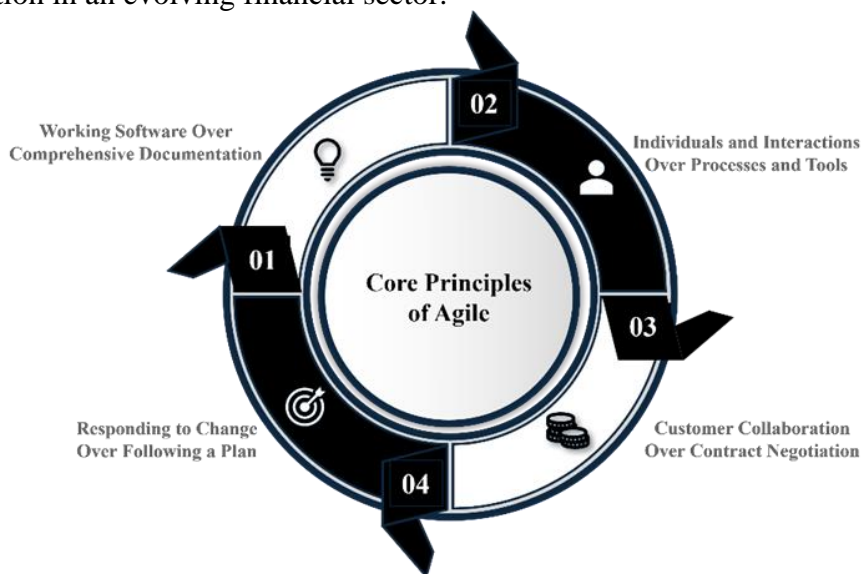 in an evolving financial sector.
02
Working Software Over
Comprehensive Documentation
Individuals and Interactions
Over Processes and Tools
01
Core Principles
of Agile
03
Responding to Change
Over Following a Plan
Customer Collaboration
Over Contract Negotiation
04